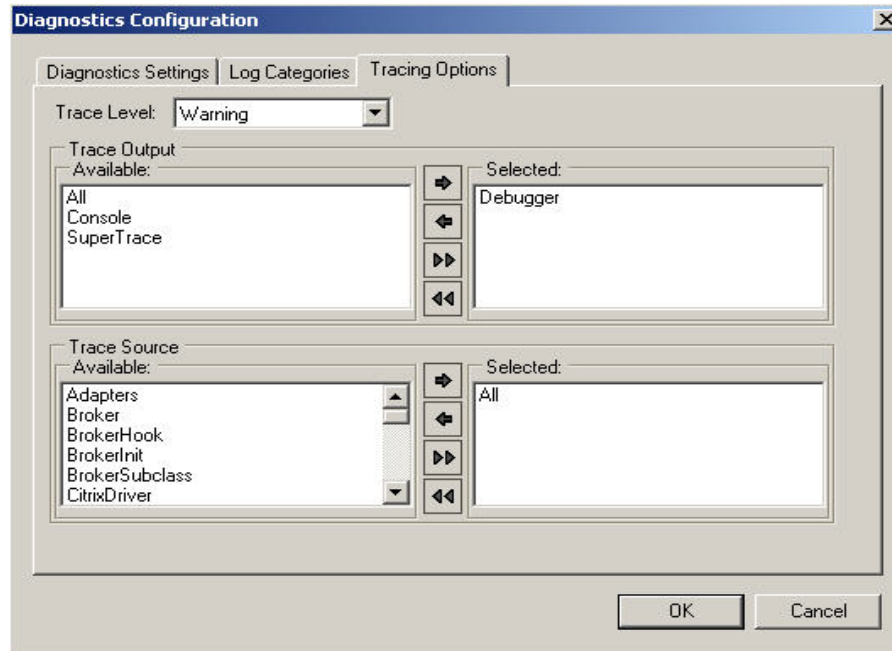 Diagnostics Configuration
Diagnostics Settings
Log Categories
Tracing Options
Trace Level:
Warning
Trace Output
Available:
All
Console
SuperTrace
Selected:
Debugger
Trace Source
Available:
Adapters
Broker
BrokerHook
BrokerInit
BrokerSubclass
CitrixDriver
Selected:
All
OK
Cancel